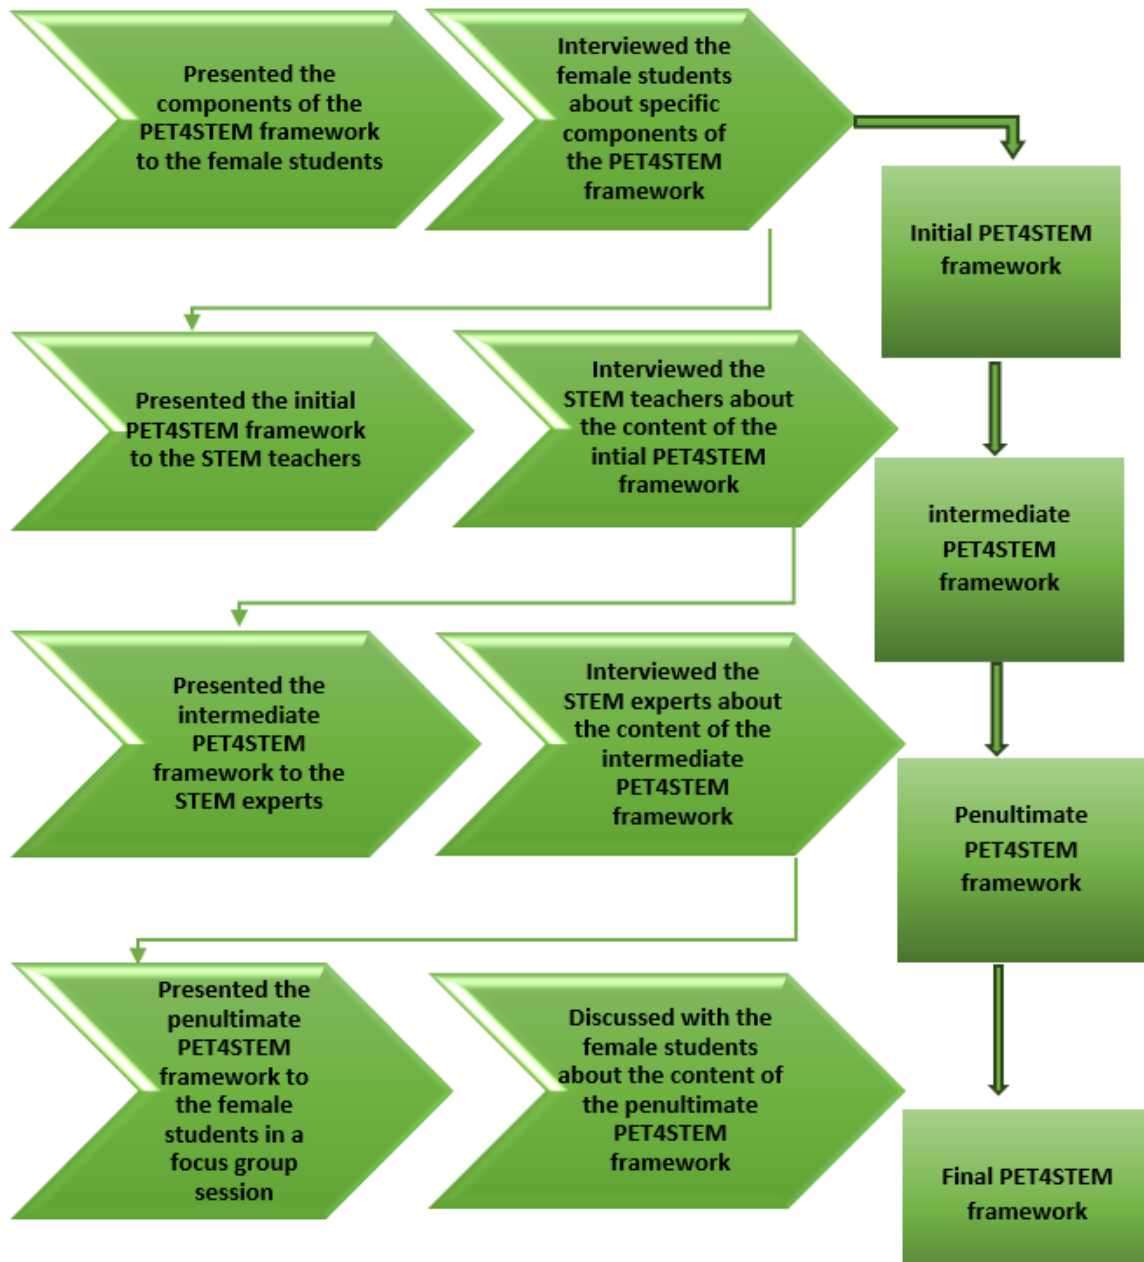 Presented the
components of the
PET4STEM framework
to the female students
Interviewed the
female students
about specific
components of
the PET4STEM
framework
Initial PET4STEM
framework
Presented the initial
PET4STEM framework
to the STEM teachers
Interviewed the
STEM teachers about
the content of the
intial PET4STEM
framework
intermediate
PET4STEM
framework
Presented the
intermediate
PET4STEM
framework to the
STEM experts
Interviewed the
STEM experts about
the content of the
intermediate
PET4STEM
framework
Penultimate
PET4STEM
framework
Presented the
penultimate
PET4STEM
framework to
the female
students in a
focus group
session
Discussed with the
female students
about the content of
the penultimate
PET4STEM
framework
Final PET4STEM
framework